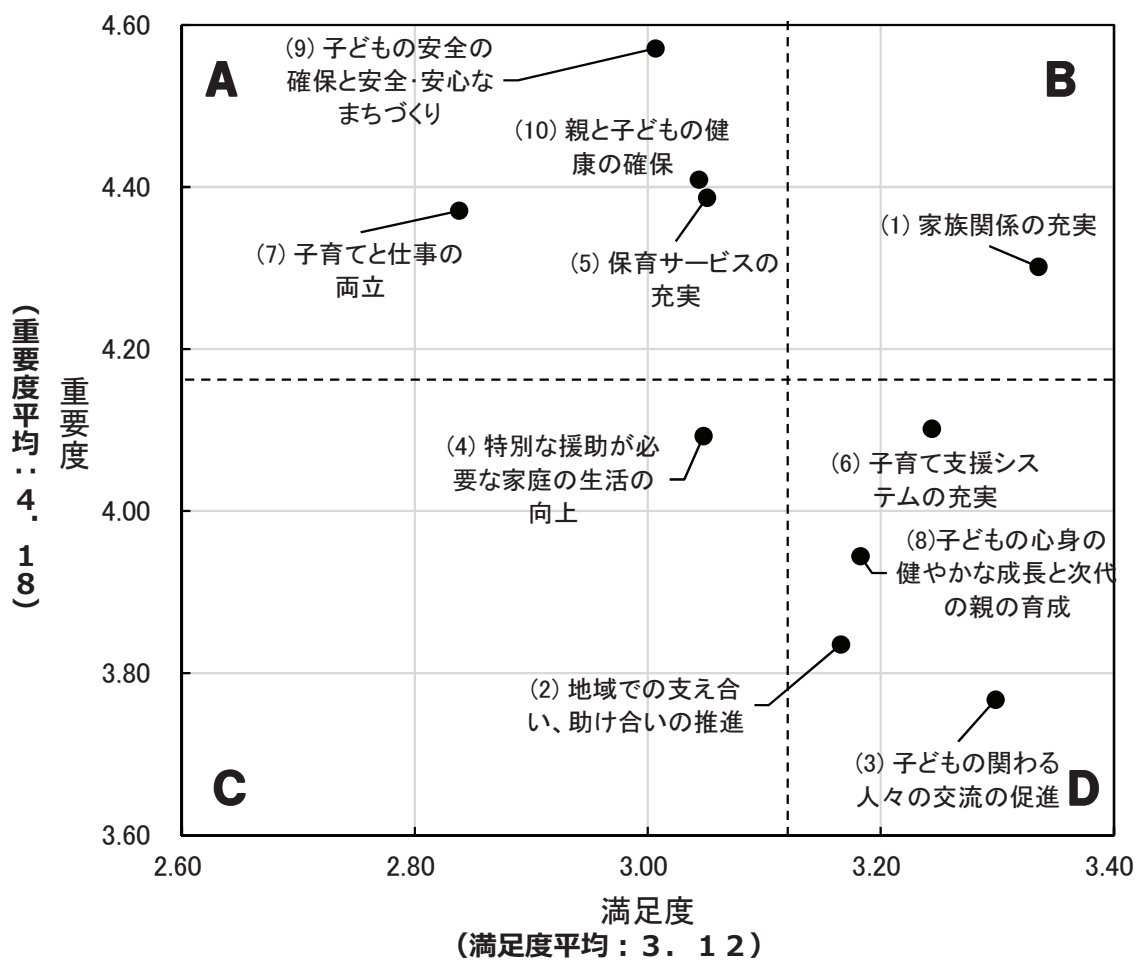 4.60
4.40
4.20
4.00
3.80
3.60
2.60
2.80
3.00
3.20
3.40
A
B
C
D
(9) 子どもの安全の
確保と安全・安心な
まちづくり
(10) 親と子どもの健
康の確保
(1) 家族関係の充実
(7) 子育てと仕事の
両立
(5) 保育サービスの
充実
(4) 特別な援助が必
要な家庭の生活の
向上
(6) 子育て支援シス
テムの充実
(8)子どもの心身の
健やかな成長と次代
の親の育成
(2) 地域での支え合
い、助け合いの推進
(3) 子どもの関わる
人々の交流の促進
重要度
（重要度平均：４．１８）
満足度
（満足度平均：３．１２）